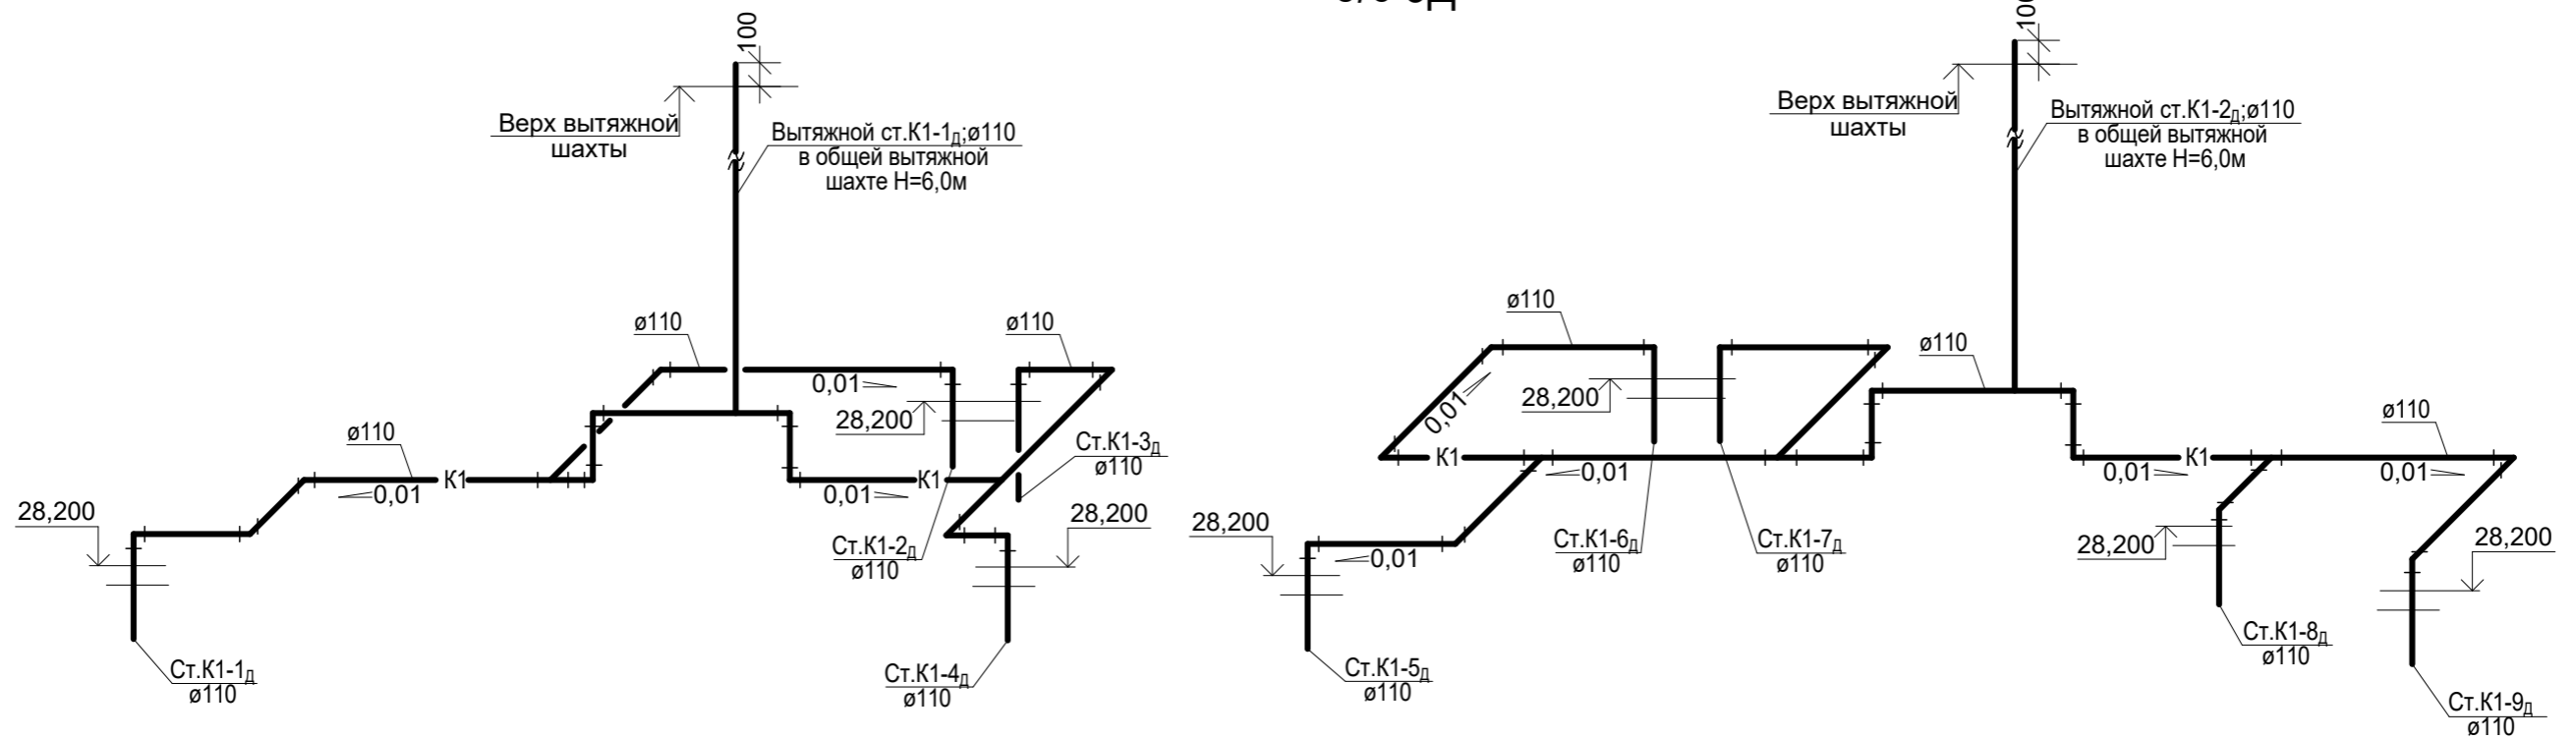 100
Верх вытяжной
шахты
Вытяжной ст.К1-1д;ø110
в общей вытяжной
шахте Н=6,0м
ø110
ø110
ø110
0,01
28,200
К1
0,01
К1
0,01
Ст.К1-3д
ø110
28,200
28,200
Ст.К1-2д
ø110
Ст.К1-1д
ø110
Ст.К1-4д
ø110
100
Верх вытяжной
шахты
Вытяжной ст.К1-2д;ø110
в общей вытяжной
шахте Н=6,0м
ø110
ø110
ø110
0,01
28,200
К1
0,01
К1
0,01
0,01
28,200
0,01
Ст.К1-6д
ø110
Ст.К1-7д
ø110
28,200
28,200
Ст.К1-5д
ø110
Ст.К1-8д
ø110
Ст.К1-9д
ø110